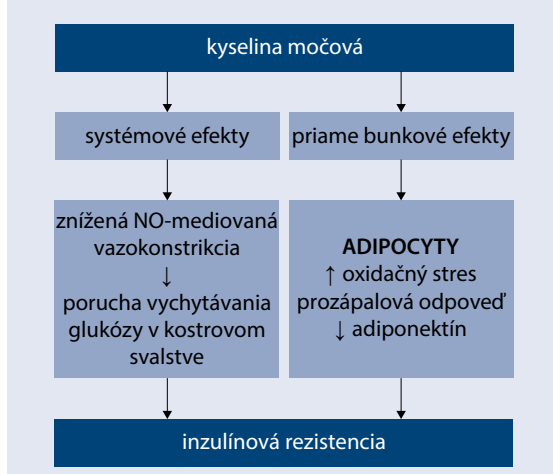 kyselina močová
systémové efekty
priame bunkové efekty
znížená NO-mediovaná
vazokonstrikcia
↓
porucha vychytávania
glukózy v kostrovom
svalstve
ADIPOCYTY
↑ oxidačný stres
prozápalová odpoveď
↓ adiponektín
inzulínová rezistencia